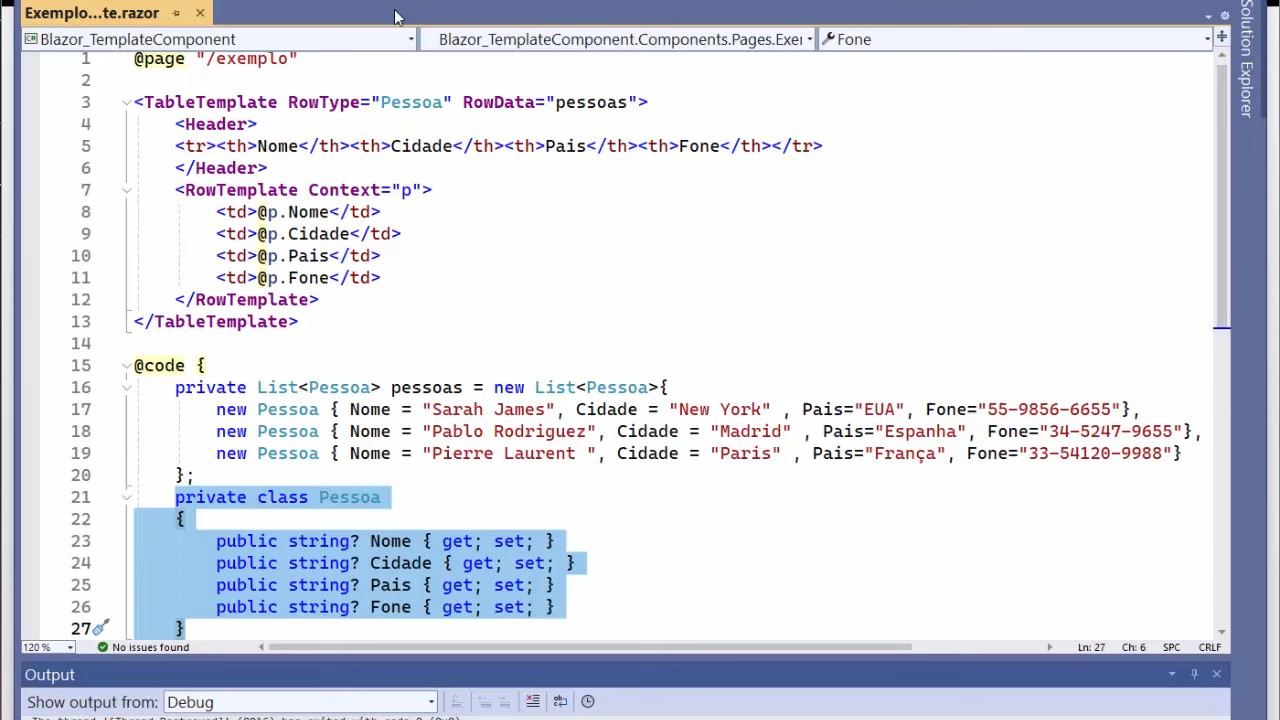 Exemplo...te.razor
Blazor_TemplateComponent
Blazor_TemplateComponent.Components.Pages.Exer
Fone
Solution Explorer
1 @page "/exemplo"
2
3 <TableTemplate RowType="Pessoa" RowData="pessoas">
4 <Header>
5 <tr><th>Nome</th><th>Cidade</th><th>Pais</th><th>Fone</th></tr>
6 </Header>
7 <RowTemplate Context="p">
8 <td>@p.Nome</td>
9 <td>@p.Cidade</td>
10 <td>@p.Pais</td>
11 <td>@p.Fone</td>
12 </RowTemplate>
13 </TableTemplate>
14
15 @code {
16 private List<Pessoa> pessoas = new List<Pessoa>{
17 new Pessoa { Nome = "Sarah James", Cidade = "New York" , Pais="EUA", Fone="55-9856-6655"},
18 new Pessoa { Nome = "Pablo Rodriguez", Cidade = "Madrid" , Pais="Espanha", Fone="34-5247-9655"},
19 new Pessoa { Nome = "Pierre Laurent ", Cidade = "Paris" , Pais="França", Fone="33-54120-9988"}
20 };
21 private class Pessoa
22 {
23 public string? Nome { get; set; }
24 public string? Cidade { get; set; }
25 public string? Pais { get; set; }
26 public string? Fone { get; set; }
27 }
120 % No issues found Ln: 27 Ch: 6 SPC CRLF
Output
Show output from: Debug